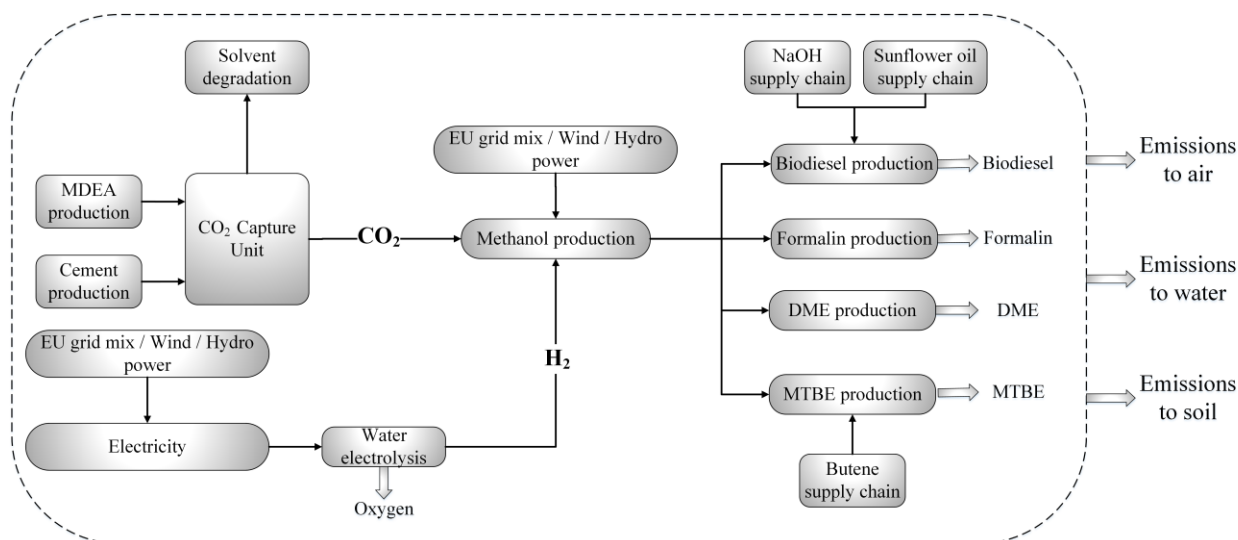 Solvent
degradation
NaOH
supply chain
Sunflower oil
supply chain
EU grid mix / Wind / Hydro
power
Biodiesel production
Biodiesel
Emissions
to air
MDEA
production
CO₂ Capture
Unit
CO₂
Methanol production
Formalin production
Formalin
Cement
production
Emissions
to water
DME production
DME
EU grid mix / Wind / Hydro
power
H₂
MTBE production
MTBE
Emissions
to soil
Electricity
Water
electrolysis
Oxygen
Butene
supply chain